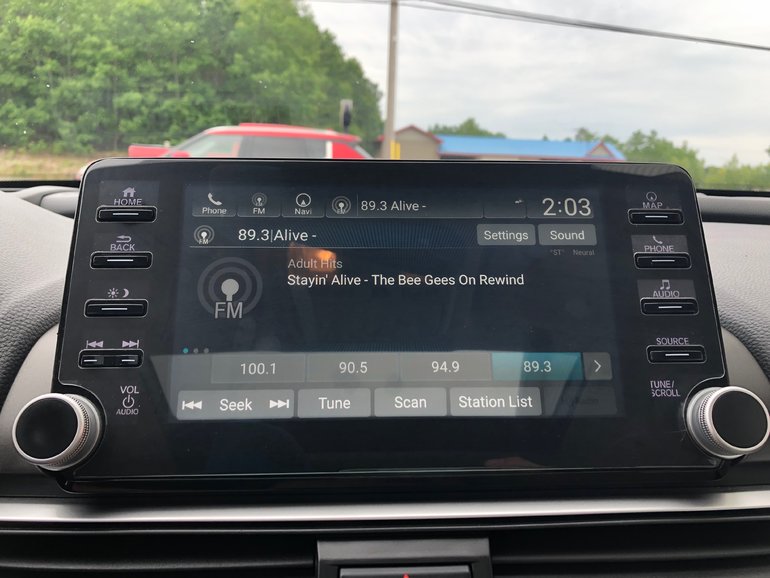 HOME
BACK
VOL
AUDIO
Phone FM Navi 89.3 Alive - 2:03
89.3|Alive - Settings Sound
"ST" Neural
Adult Hits
Stayin' Alive - The Bee Gees On Rewind
FM
100.1 90.5 94.9 89.3
Seek Tune Scan Station List
MAP
PHONE
AUDIO
SOURCE
TUNE/
SCROLL